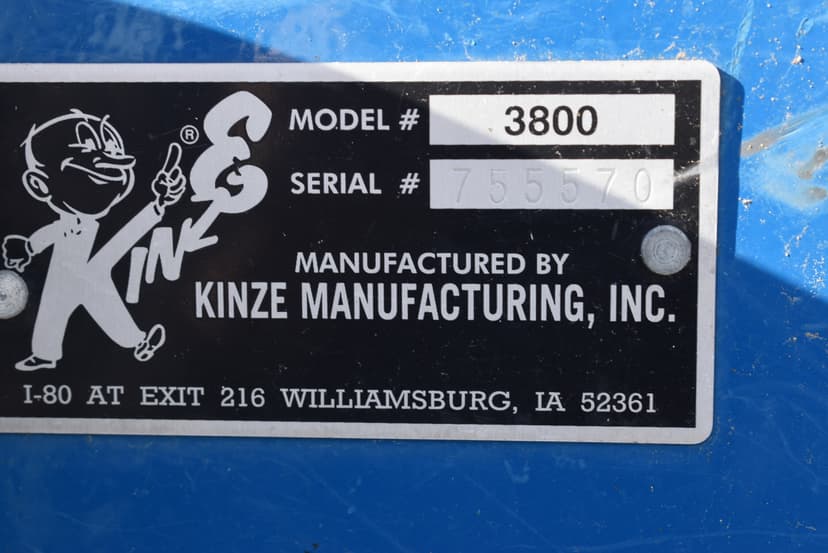 KINZE ®
MODEL # 3800
SERIAL # 755570
MANUFACTURED BY
KINZE MANUFACTURING, INC.
I-80 AT EXIT 216 WILLIAMSBURG, IA 52361